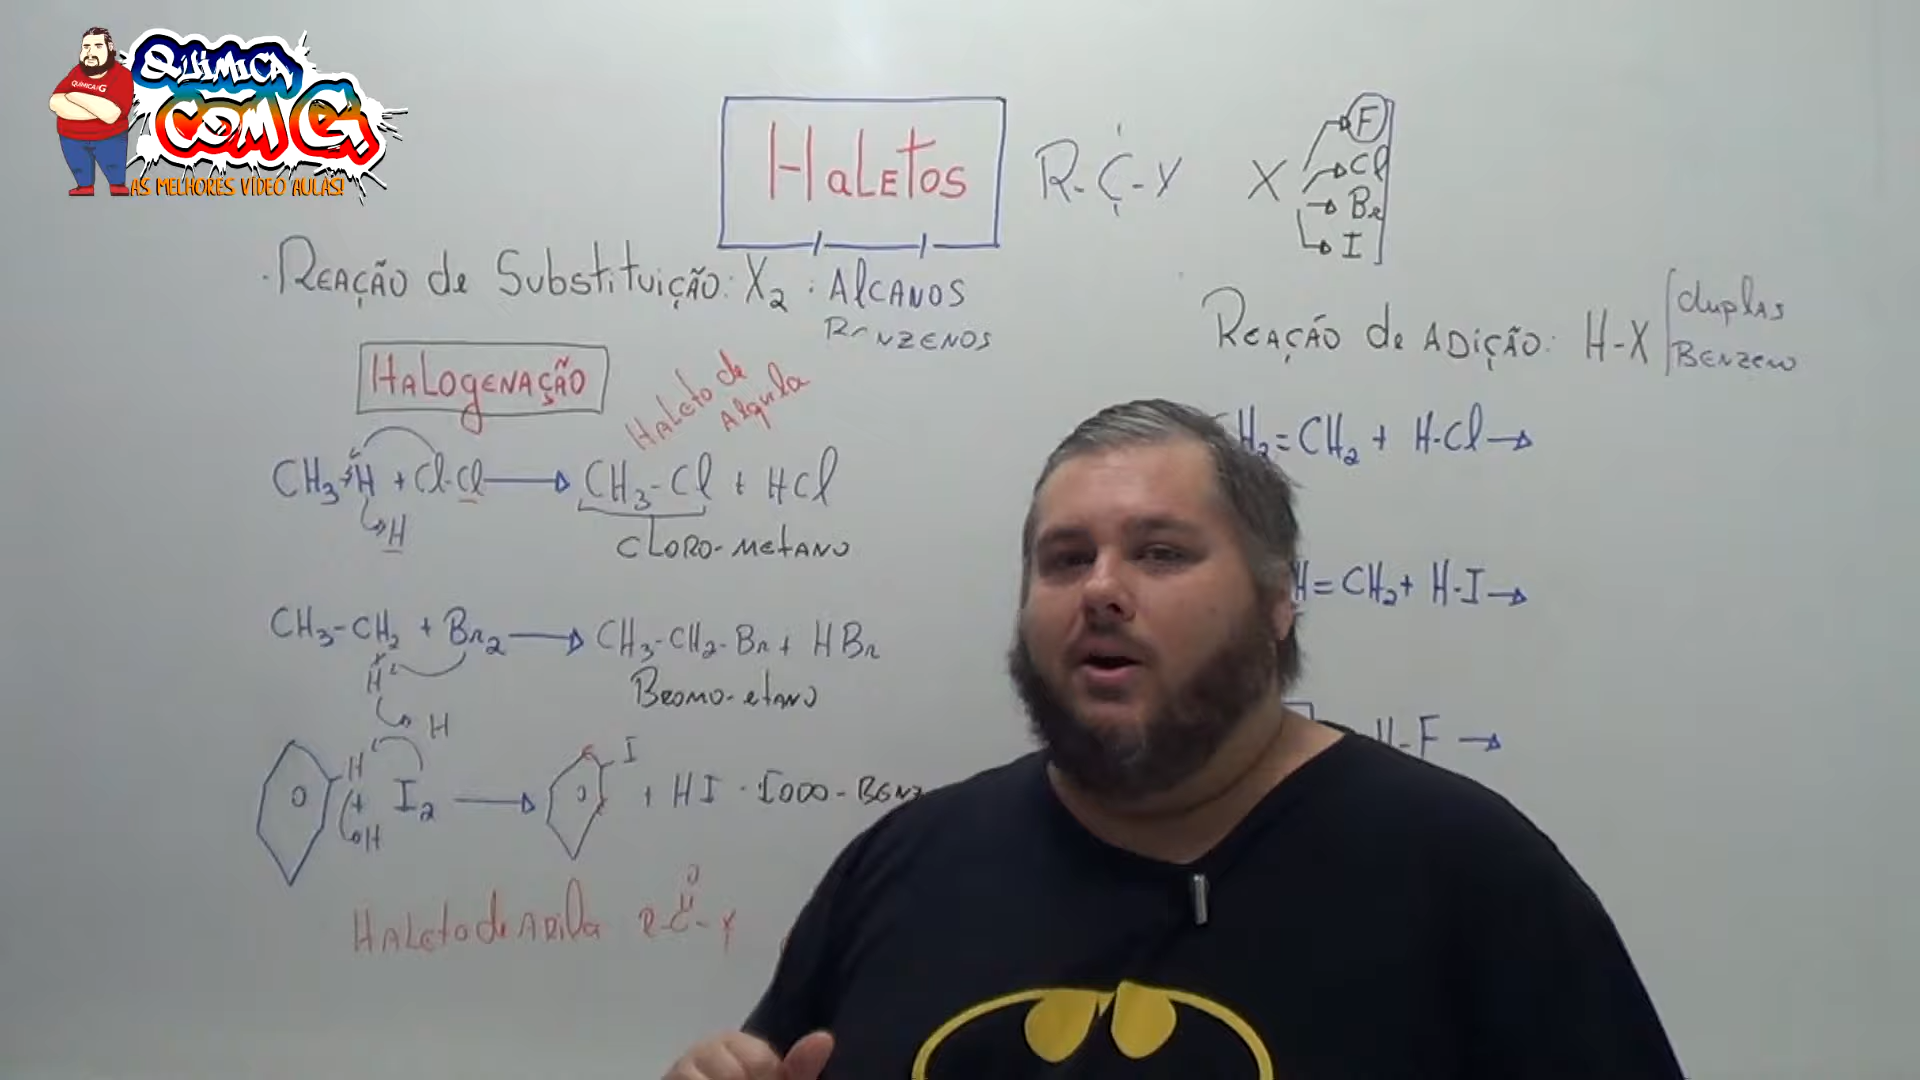 QUÍMICA
COM G
AS MELHORES VÍDEO AULAS!
QUÍMICA G
HALETOS R-C-X X F
Cl
Br
I
· REAÇÃO de Substituição: X2 : AlCANOS
BENZENOS
REAÇÃO de ADIÇÃO: H-X duplAS
BENZENO
HALOGENAÇÃO
HALETO de
Alquila
CH3-H + Cl-Cl → CH3-Cl + HCl
H
CLORO-METANO
H2=CH2 + H-Cl →
H=CH2 + H-I →
H-F →
CH3-CH2 + Br2 → CH3-CH2-Br + HBr
H
BROMO-etANO
H
H + I2 → I + HI · IODO-BENZ
H
HALeto de ARILA R-C-X
O